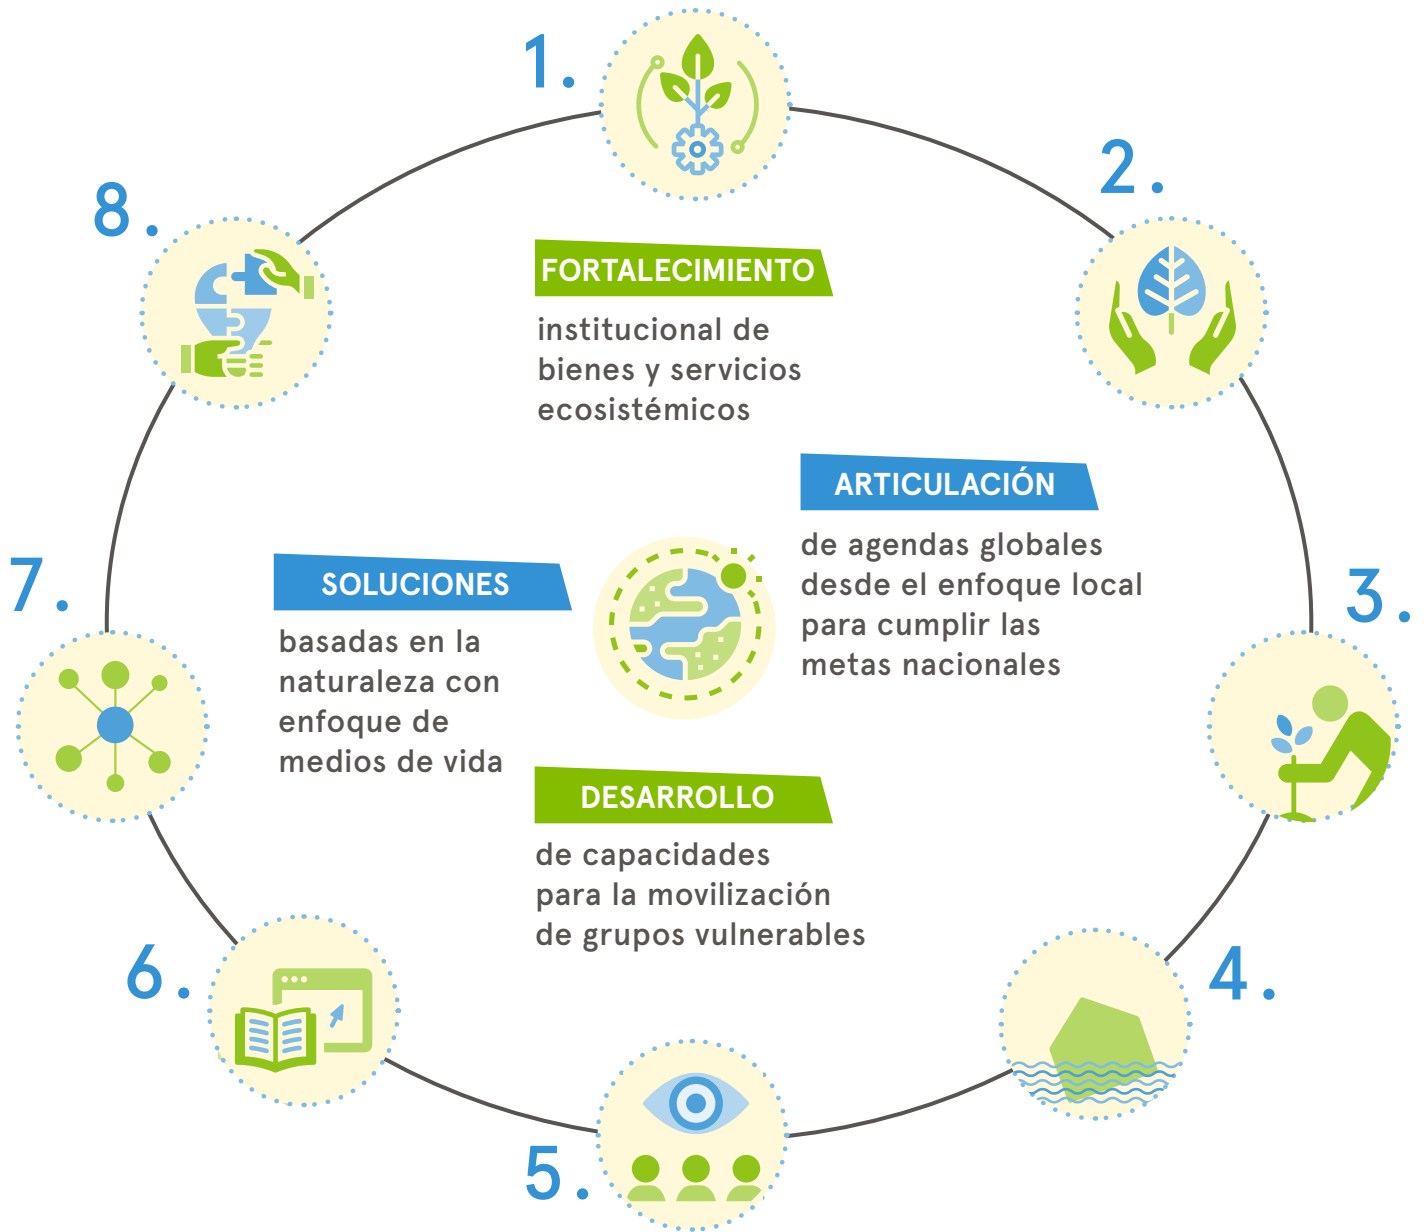 1.
2.
8.
FORTALECIMIENTO
institucional de
bienes y servicios
ecosistémicos
ARTICULACIÓN
de agendas globales
desde el enfoque local
para cumplir las
metas nacionales
7.
SOLUCIONES
basadas en la
naturaleza con
enfoque de
medios de vida
3.
DESARROLLO
de capacidades
para la movilización
de grupos vulnerables
6.
4.
5.